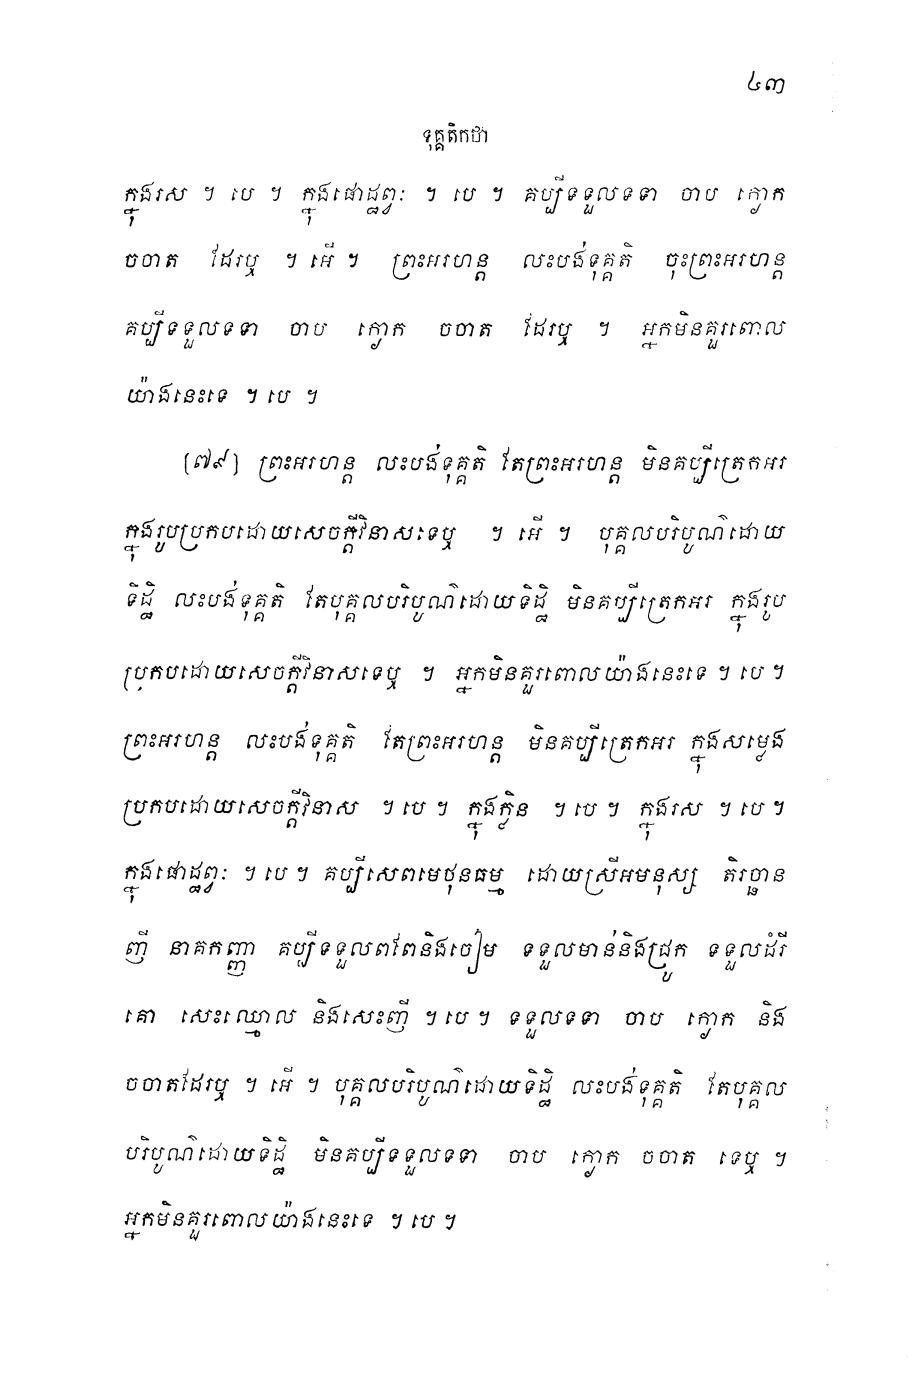 ៤៣
ទុគ្គតិកថា
ក្នុងរស ។ បេ ។ ក្នុងផោដ្ឋព្វៈ ។ បេ ។ គប្បីទទួលទទា ចាប ក្ងោក
ចចាត ដែរឬ ។ អើ ។ ព្រះអរហន្ត លះបង់ទុគ្គតិ ចុះព្រះអរហន្ត
គប្បីទទួលទទា ចាប ក្ងោក ចចាត ដែរឬ ។ អ្នកមិនគួរពោល
យ៉ាងនេះទេ ។ បេ ។
(៧៩) ព្រះអរហន្ត លះបង់ទុគ្គតិ តែព្រះអរហន្ត មិនគប្បីត្រេកអរ
ក្នុងរូបប្រកបដោយសេចក្តីវិនាសទេឬ ។ អើ ។ បុគ្គលបរិបូណ៌ដោយ
ទិដ្ឋិ លះបង់ទុគ្គតិ តែបុគ្គលបរិបូណ៌ដោយទិដ្ឋិ មិនគប្បីត្រេកអរ ក្នុងរូប
ប្រកបដោយសេចក្តីវិនាសទេឬ ។ អ្នកមិនគួរពោលយ៉ាងនេះទេ ។ បេ ។
ព្រះអរហន្ត លះបង់ទុគ្គតិ តែព្រះអរហន្ត មិនគប្បីត្រេកអរ ក្នុងសម្លេង
ប្រកបដោយសេចក្តីវិនាស ។ បេ ។ ក្នុងក្លិន ។ បេ ។ ក្នុងរស ។ បេ ។
ក្នុងផោដ្ឋព្វៈ ។ បេ ។ គប្បីសេពមេថុនធម្ម ដោយស្រីអមនុស្ស តិរច្ឆាន
ញី នាគកញ្ញា គប្បីទទួលពពែនិងចៀម ទទួលមាន់និងជ្រូក ទទួលដំរី
គោ សេះឈ្មោល និងសេះញី ។ បេ ។ ទទួលទទា ចាប ក្ងោក និង
ចចាតដែរឬ ។ អើ ។ បុគ្គលបរិបូណ៌ដោយទិដ្ឋិ លះបង់ទុគ្គតិ តែបុគ្គល
បរិបូណ៌ដោយទិដ្ឋិ មិនគប្បីទទួលទទា ចាប ក្ងោក ចចាត ទេឬ ។
អ្នកមិនគួរពោលយ៉ាងនេះទេ ។ បេ ។